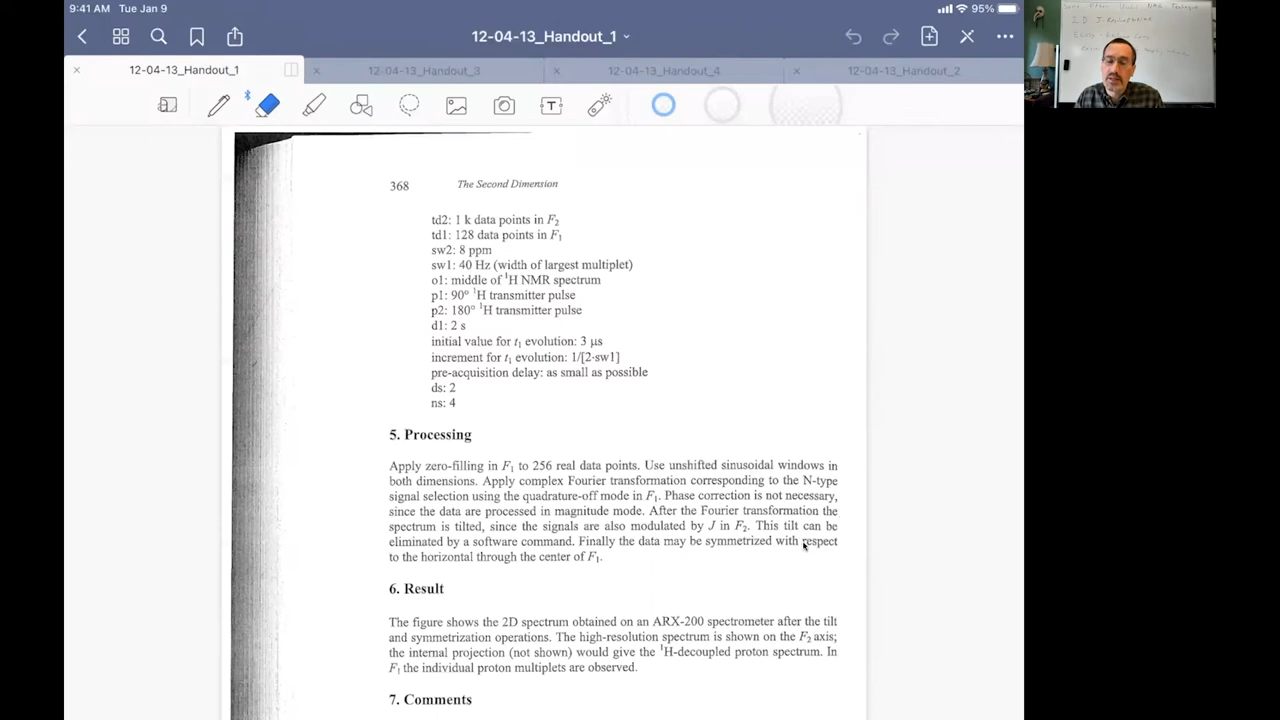 9:41 AM Tue Jan 9
95%
12-04-13_Handout_1
12-04-13_Handout_1
12-04-13_Handout_3
12-04-13_Handout_4
12-04-13_Handout_2
368 The Second Dimension
td2: 1 k data points in F2
td1: 128 data points in F1
sw2: 8 ppm
sw1: 40 Hz (width of largest multiplet)
o1: middle of 1H NMR spectrum
p1: 90° 1H transmitter pulse
p2: 180° 1H transmitter pulse
d1: 2 s
initial value for t1 evolution: 3 μs
increment for t1 evolution: 1/[2·sw1]
pre-acquisition delay: as small as possible
ds: 2
ns: 4
5. Processing
Apply zero-filling in F1 to 256 real data points. Use unshifted sinusoidal windows in
both dimensions. Apply complex Fourier transformation corresponding to the N-type
signal selection using the quadrature-off mode in F1. Phase correction is not necessary,
since the data are processed in magnitude mode. After the Fourier transformation the
spectrum is tilted, since the signals are also modulated by J in F2. This tilt can be
eliminated by a software command. Finally the data may be symmetrized with respect
to the horizontal through the center of F1.
6. Result
The figure shows the 2D spectrum obtained on an ARX-200 spectrometer after the tilt
and symmetrization operations. The high-resolution spectrum is shown on the F2 axis;
the internal projection (not shown) would give the 1H-decoupled proton spectrum. In
F1 the individual proton multiplets are observed.
7. Comments
Some Other Useful NMR Technique